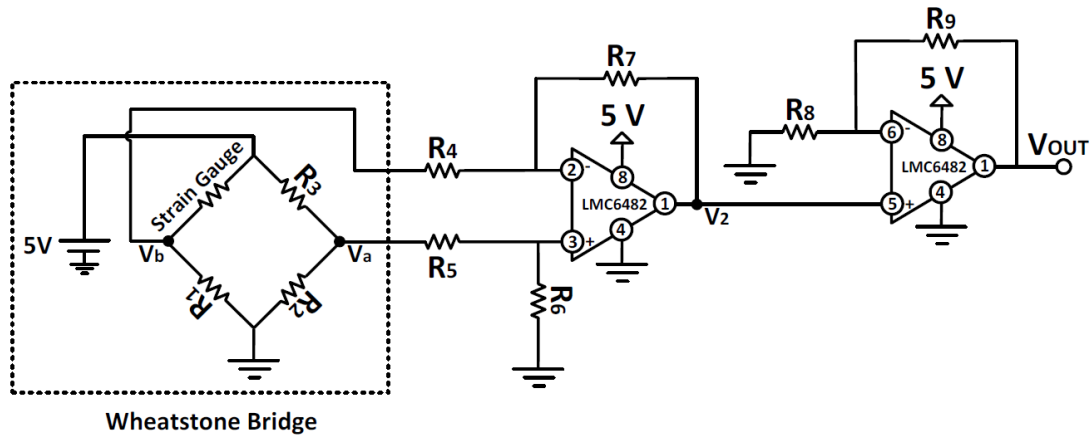 R9
R7
5 V
R8
5 V
VOUT
6 -
8
LMC6482
1
4
5 +
R4
2 -
8
LMC6482
1
4
3 +
V2
R5
R6
Strain Gauge
R3
5V
Vb
Va
R1
R2
Wheatstone Bridge